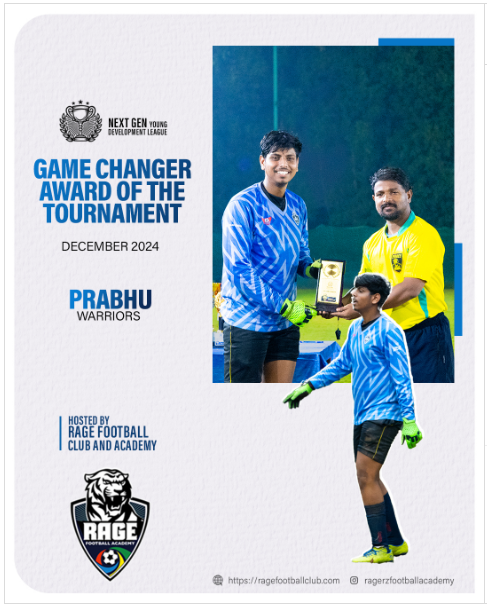 NEXT GEN YOUNG
DEVELOPMENT LEAGUE
GAME CHANGER
AWARD OF THE
TOURNAMENT
DECEMBER 2024
PRABHU
WARRIORS
HOSTED BY
RAGE FOOTBALL
CLUB AND ACADEMY
RAGE
FOOTBALL ACADEMY
https://ragefootballclub.com
ragerzfootballacademy